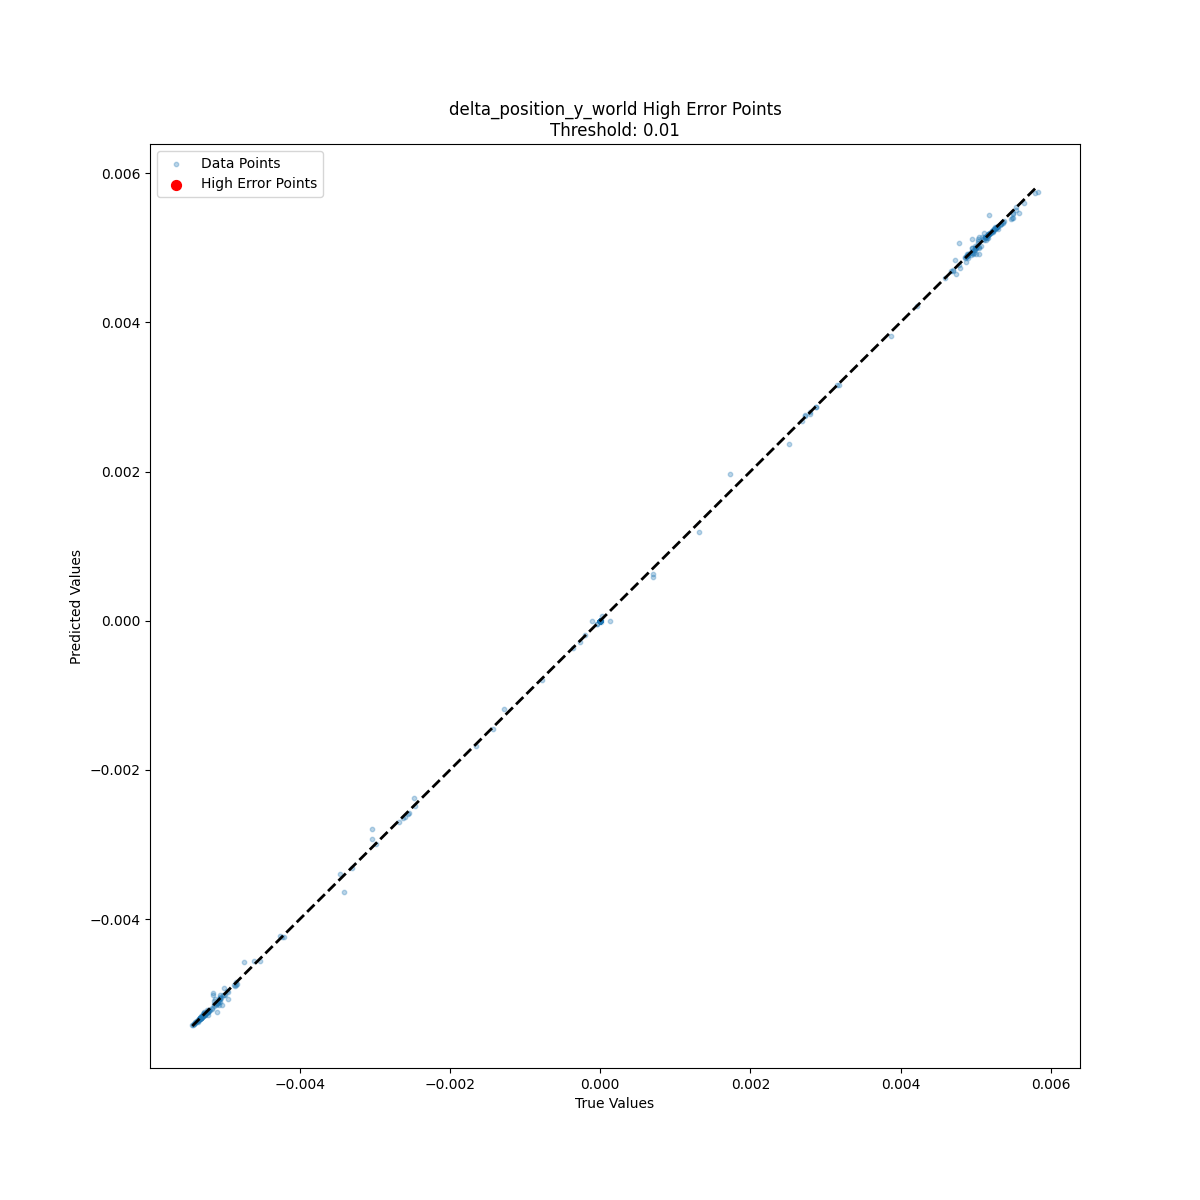 delta_position_y_world High Error Points
Threshold: 0.01
Data Points
High Error Points
0.006
0.004
0.002
0.000
−0.002
−0.004
Predicted Values
−0.004
−0.002
0.000
0.002
0.004
0.006
True Values